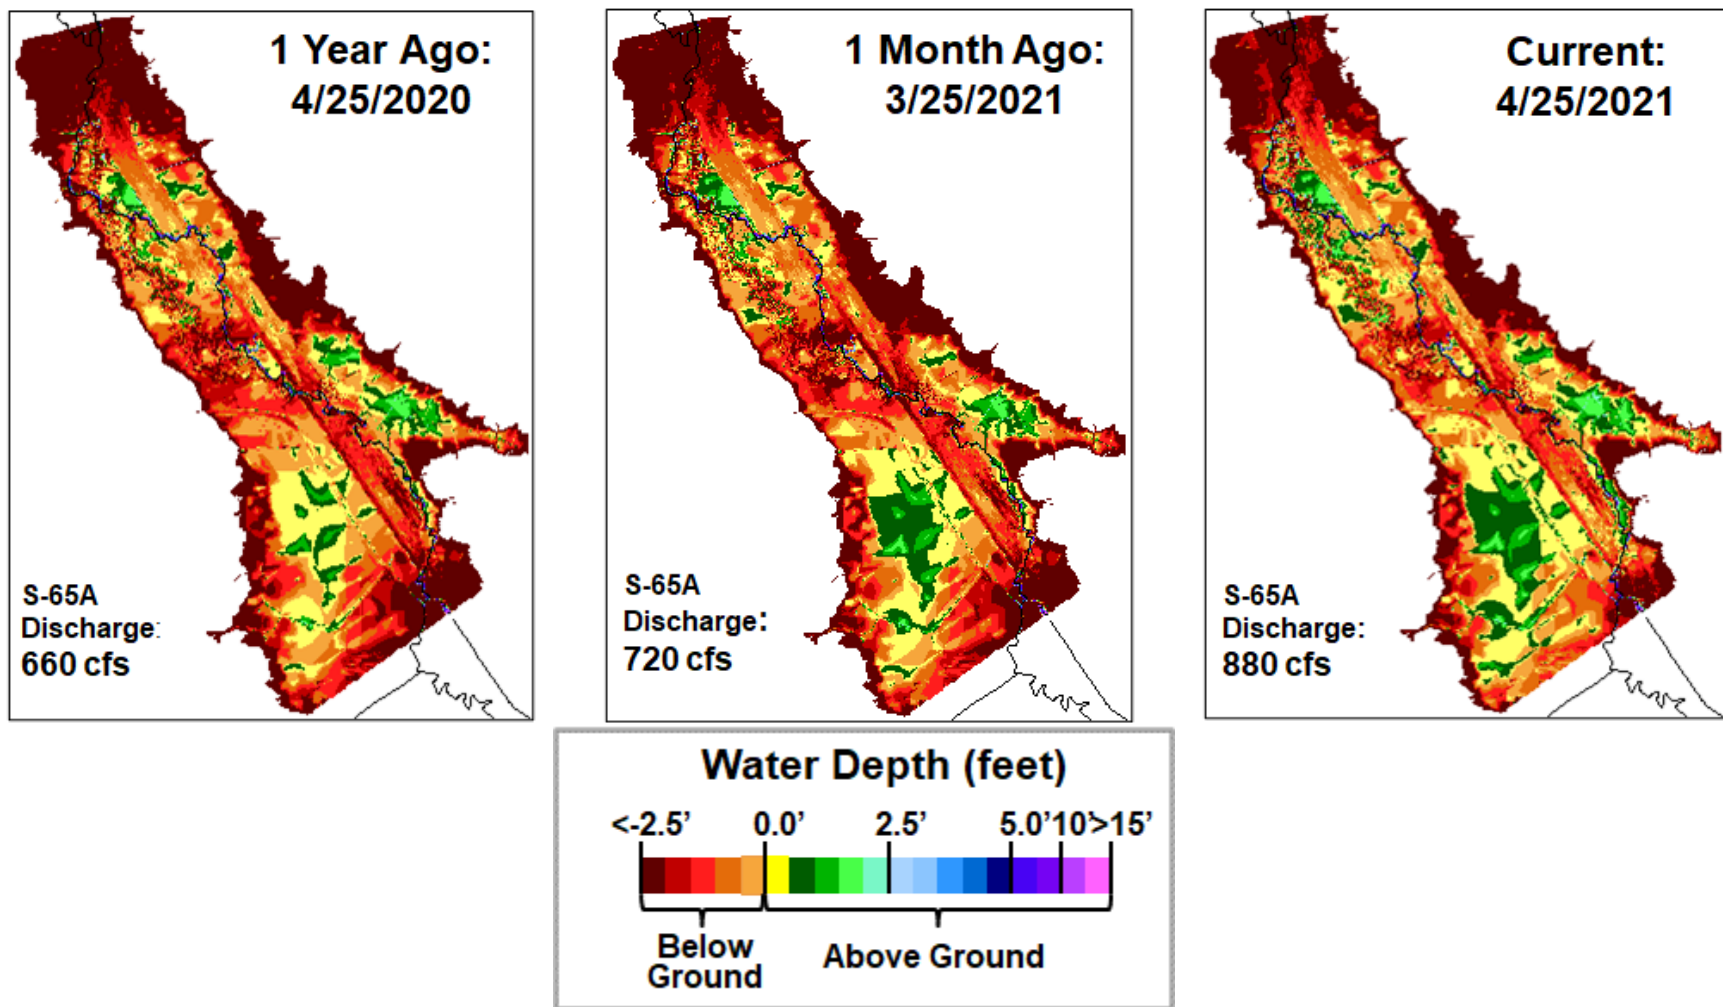 1 Year Ago:
4/25/2020
S-65A
Discharge:
660 cfs
1 Month Ago:
3/25/2021
S-65A
Discharge:
720 cfs
Current:
4/25/2021
S-65A
Discharge:
880 cfs
Water Depth (feet)
<-2.5’ 0.0’ 2.5’ 5.0’10’>15’
Below
Ground
Above Ground